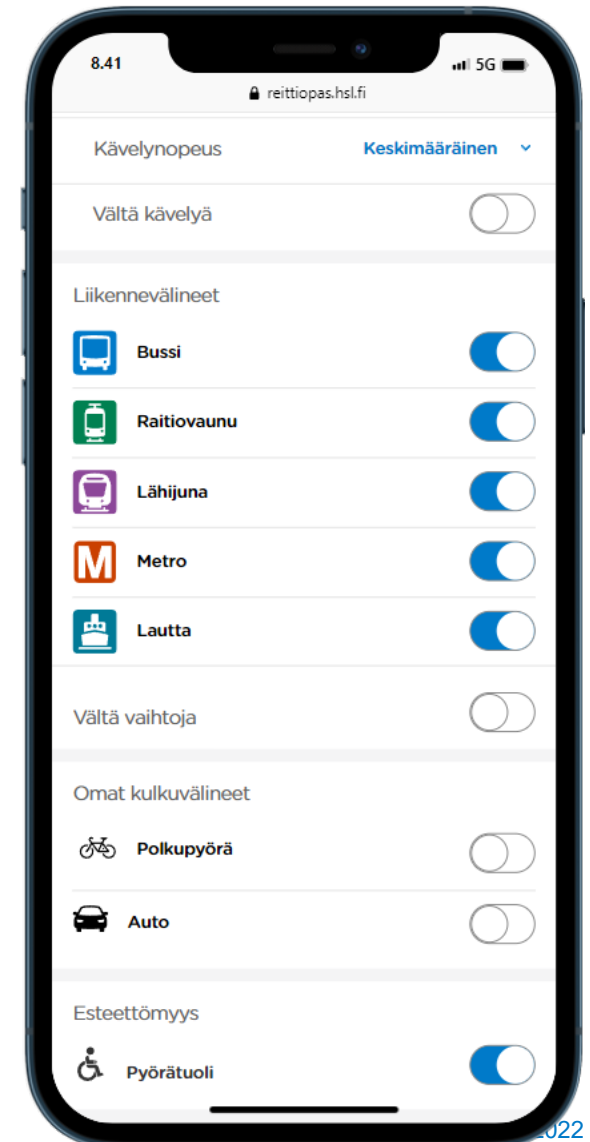 8.41 5G
reittiopas.hsl.fi
Kävelynopeus Keskimääräinen
Vältä kävelyä
Liikennevälineet
Bussi
Raitiovaunu
Lähijuna
M Metro
Lautta
Vältä vaihtoja
Omat kulkuvälineet
Polkupyörä
Auto
Esteettömyys
Pyörätuoli